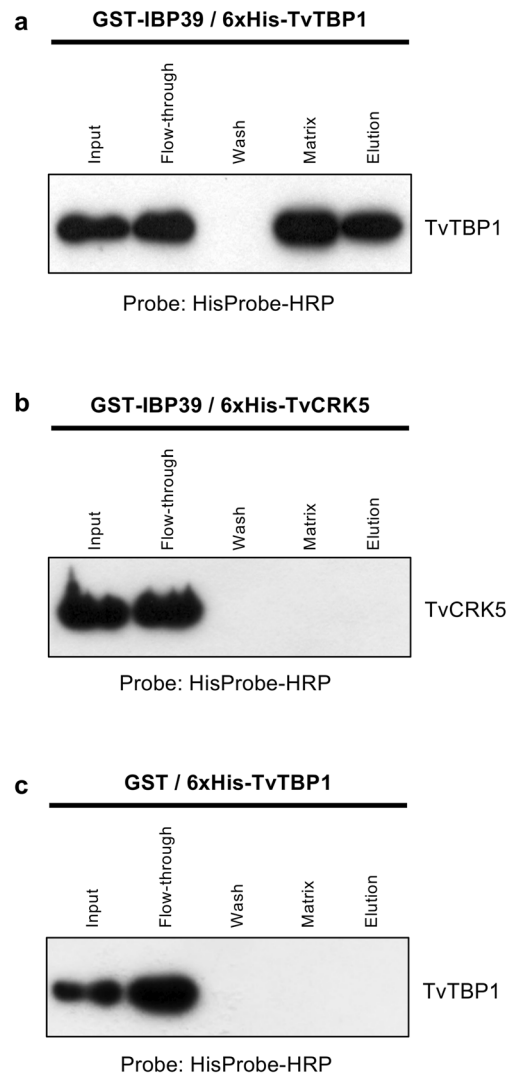 a
GST-IBP39 / 6xHis-TvTBP1
Input
Flow-through
Wash
Matrix
Elution
TvTBP1
Probe: HisProbe-HRP
b
GST-IBP39 / 6xHis-TvCRK5
Input
Flow-through
Wash
Matrix
Elution
TvCRK5
Probe: HisProbe-HRP
c
GST / 6xHis-TvTBP1
Input
Flow-through
Wash
Matrix
Elution
TvTBP1
Probe: HisProbe-HRP